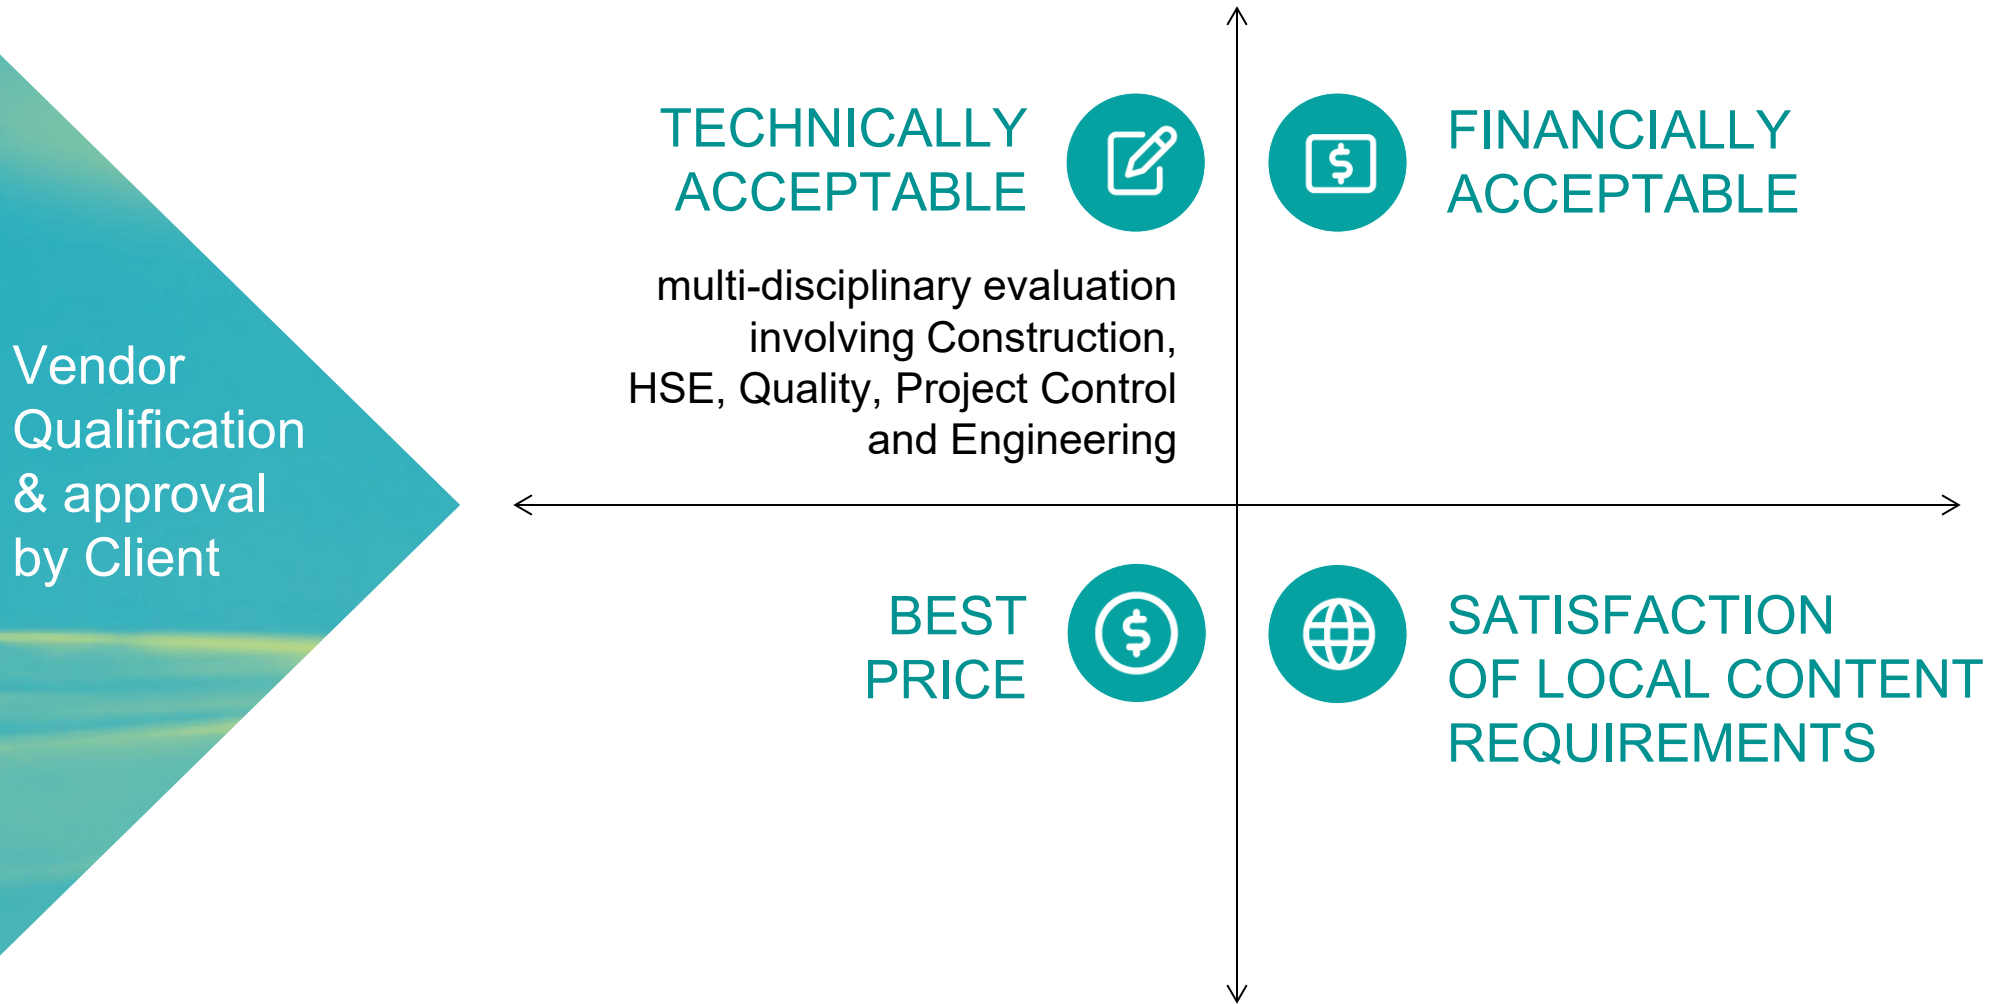 Vendor
Qualification
& approval
by Client
TECHNICALLY
ACCEPTABLE
multi-disciplinary evaluation
involving Construction,
HSE, Quality, Project Control
and Engineering
FINANCIALLY
ACCEPTABLE
BEST
PRICE
SATISFACTION
OF LOCAL CONTENT
REQUIREMENTS